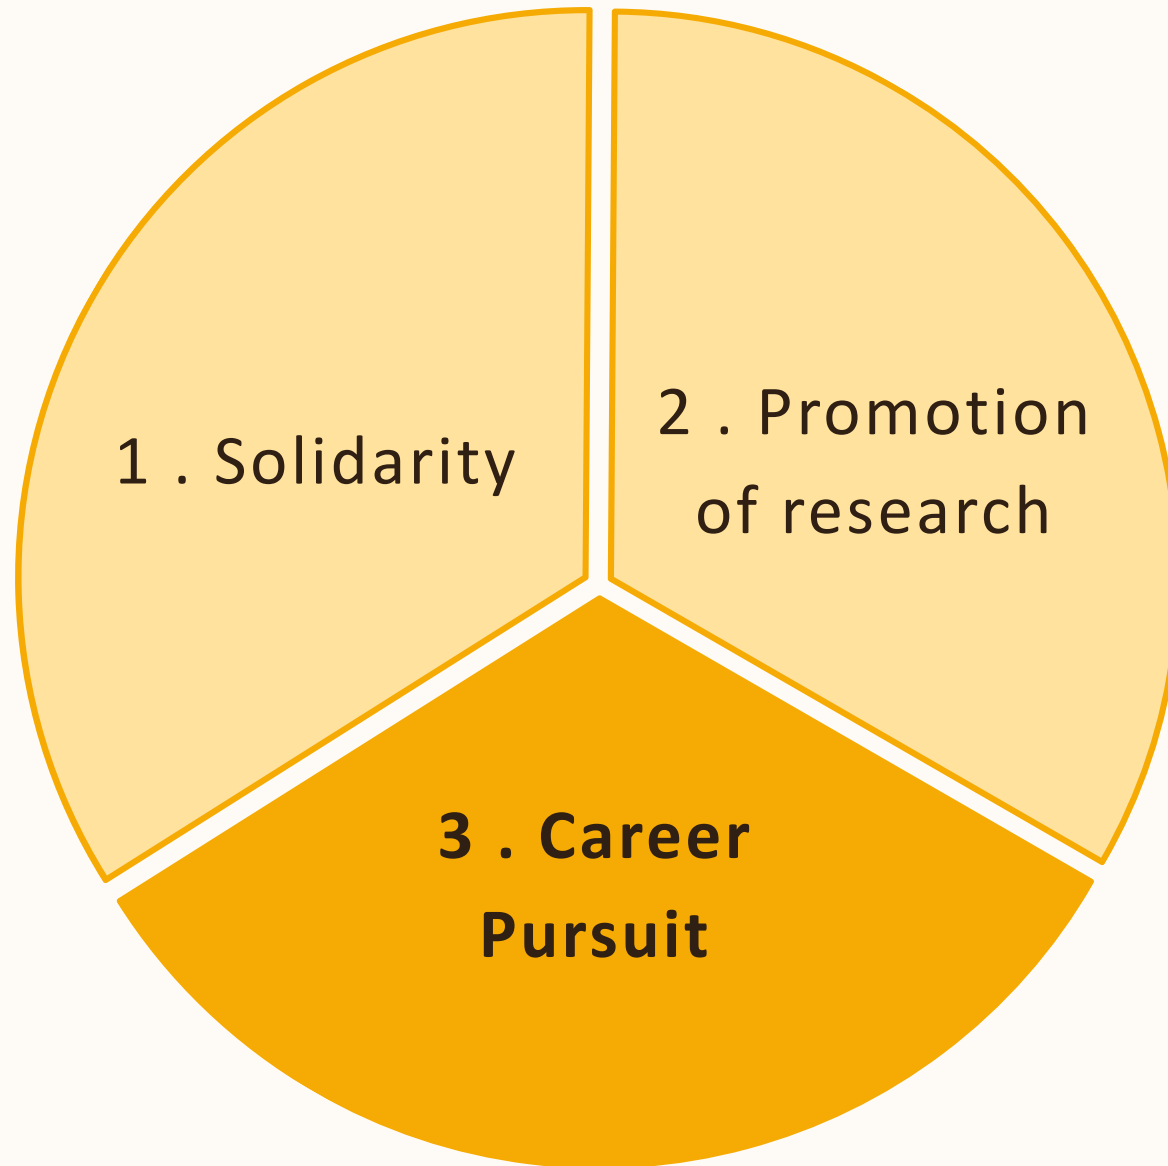 1 . Solidarity
2 . Promotion
of research
3 . Career
Pursuit